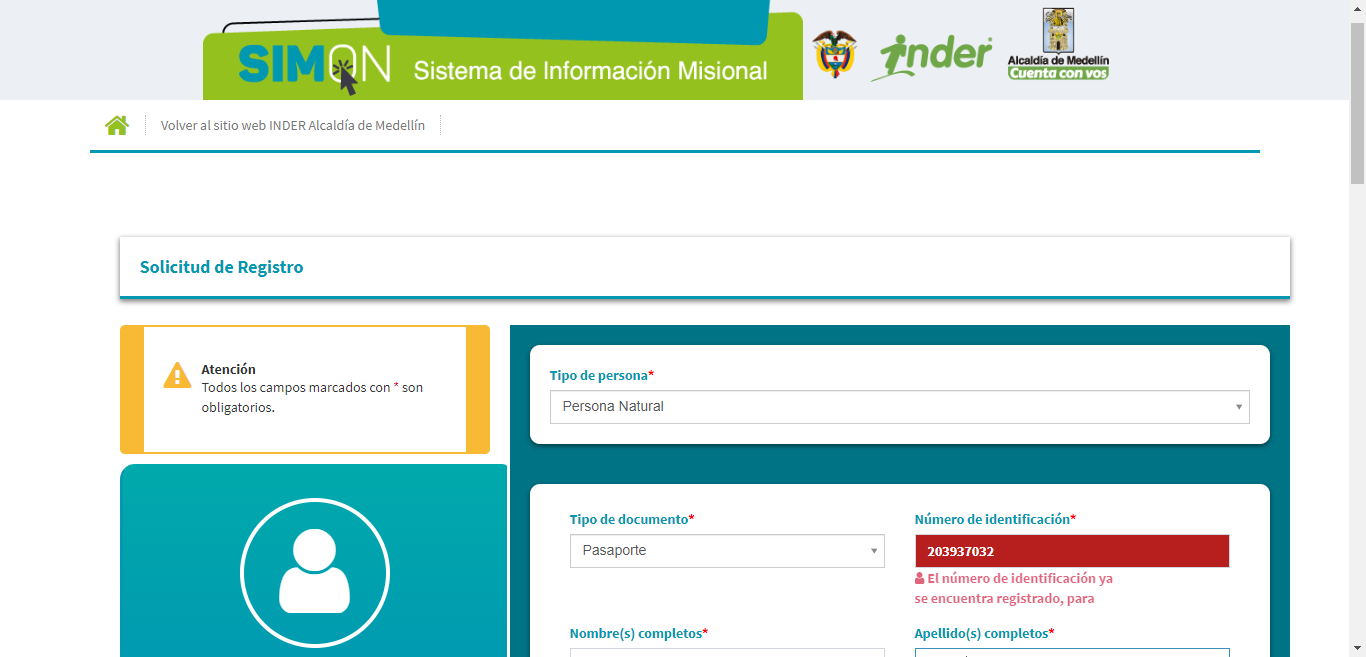 SIMON Sistema de Información Misional
inder
Alcaldía de Medellín
Cuenta con vos
Volver al sitio web INDER Alcaldía de Medellín
Solicitud de Registro
Atención
Todos los campos marcados con * son
obligatorios.
Tipo de persona*
Persona Natural
Tipo de documento*
Número de identificación*
Pasaporte
203937032
El número de identificación ya
se encuentra registrado, para
Nombre(s) completos*
Apellido(s) completos*